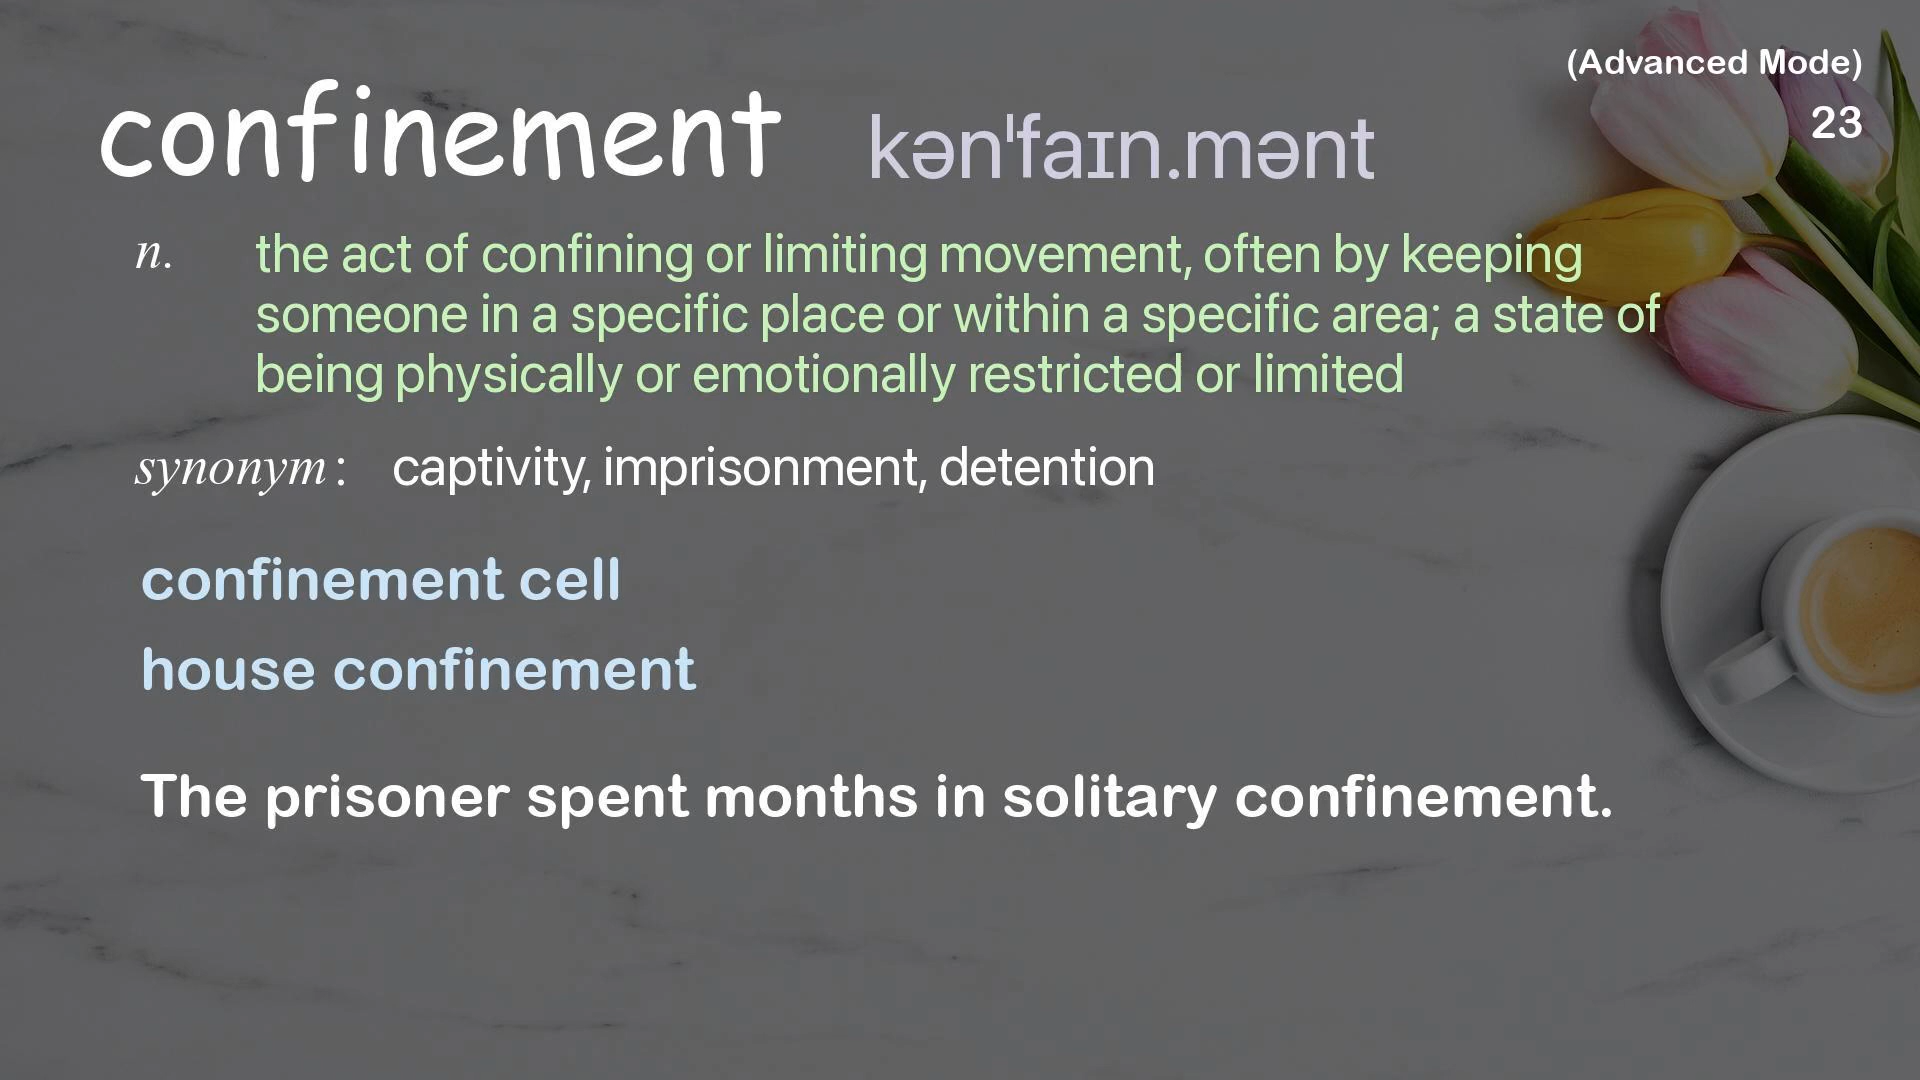 (Advanced Mode)
23
confinement kənˈfaɪn.mənt
n. the act of confining or limiting movement, often by keeping
someone in a specific place or within a specific area; a state of
being physically or emotionally restricted or limited
synonym : captivity, imprisonment, detention
confinement cell
house confinement
The prisoner spent months in solitary confinement.